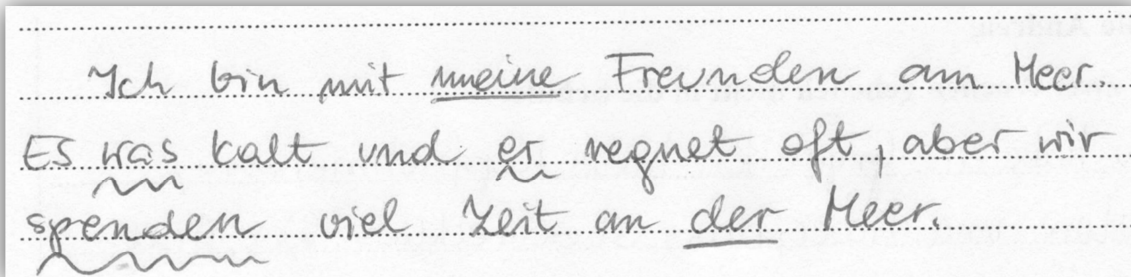 Ich bin mit meine Freunden am Meer.
Es was kalt und er regnet oft, aber wir
spenden viel Zeit an der Meer.